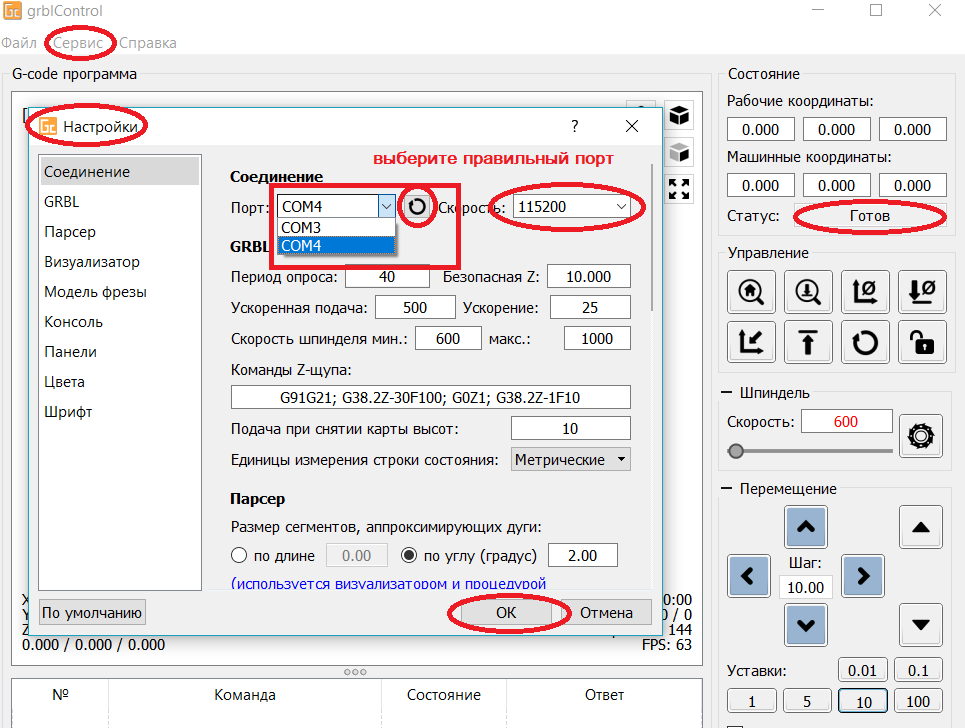 grblControl
Файл Сервис Справка
G-code программа
Настройки ?
Соединение
GRBL
Парсер
Визуализатор
Модель фрезы
Консоль
Панели
Цвета
Шрифт
По умолчанию
выберите правильный порт
Соединение
Порт: COM4 Скорость: 115200
COM3
COM4
GRBL
Период опроса: 40 Безопасная Z: 10.000
Ускоренная подача: 500 Ускорение: 25
Скорость шпинделя мин.: 600 макс.: 1000
Команды Z-щупа:
G91G21; G38.2Z-30F100; G0Z1; G38.2Z-1F10
Подача при снятии карты высот: 10
Единицы измерения строки состояния: Метрические
Парсер
Размер сегментов, аппроксимирующих дуги:
по длине 0.00 по углу (градус) 2.00
(используется визуализатором и процедурой
OK Отмена
0.000 / 0.000 / 0.000
:00
/ 0
144
FPS: 63
№ Команда Состояние Ответ
Состояние
Рабочие координаты:
0.000 0.000 0.000
Машинные координаты:
0.000 0.000 0.000
Статус: Готов
Управление
Шпиндель
Скорость: 600
Перемещение
Шаг:
10.00
Уставки: 0.01 0.1
1 5 10 100